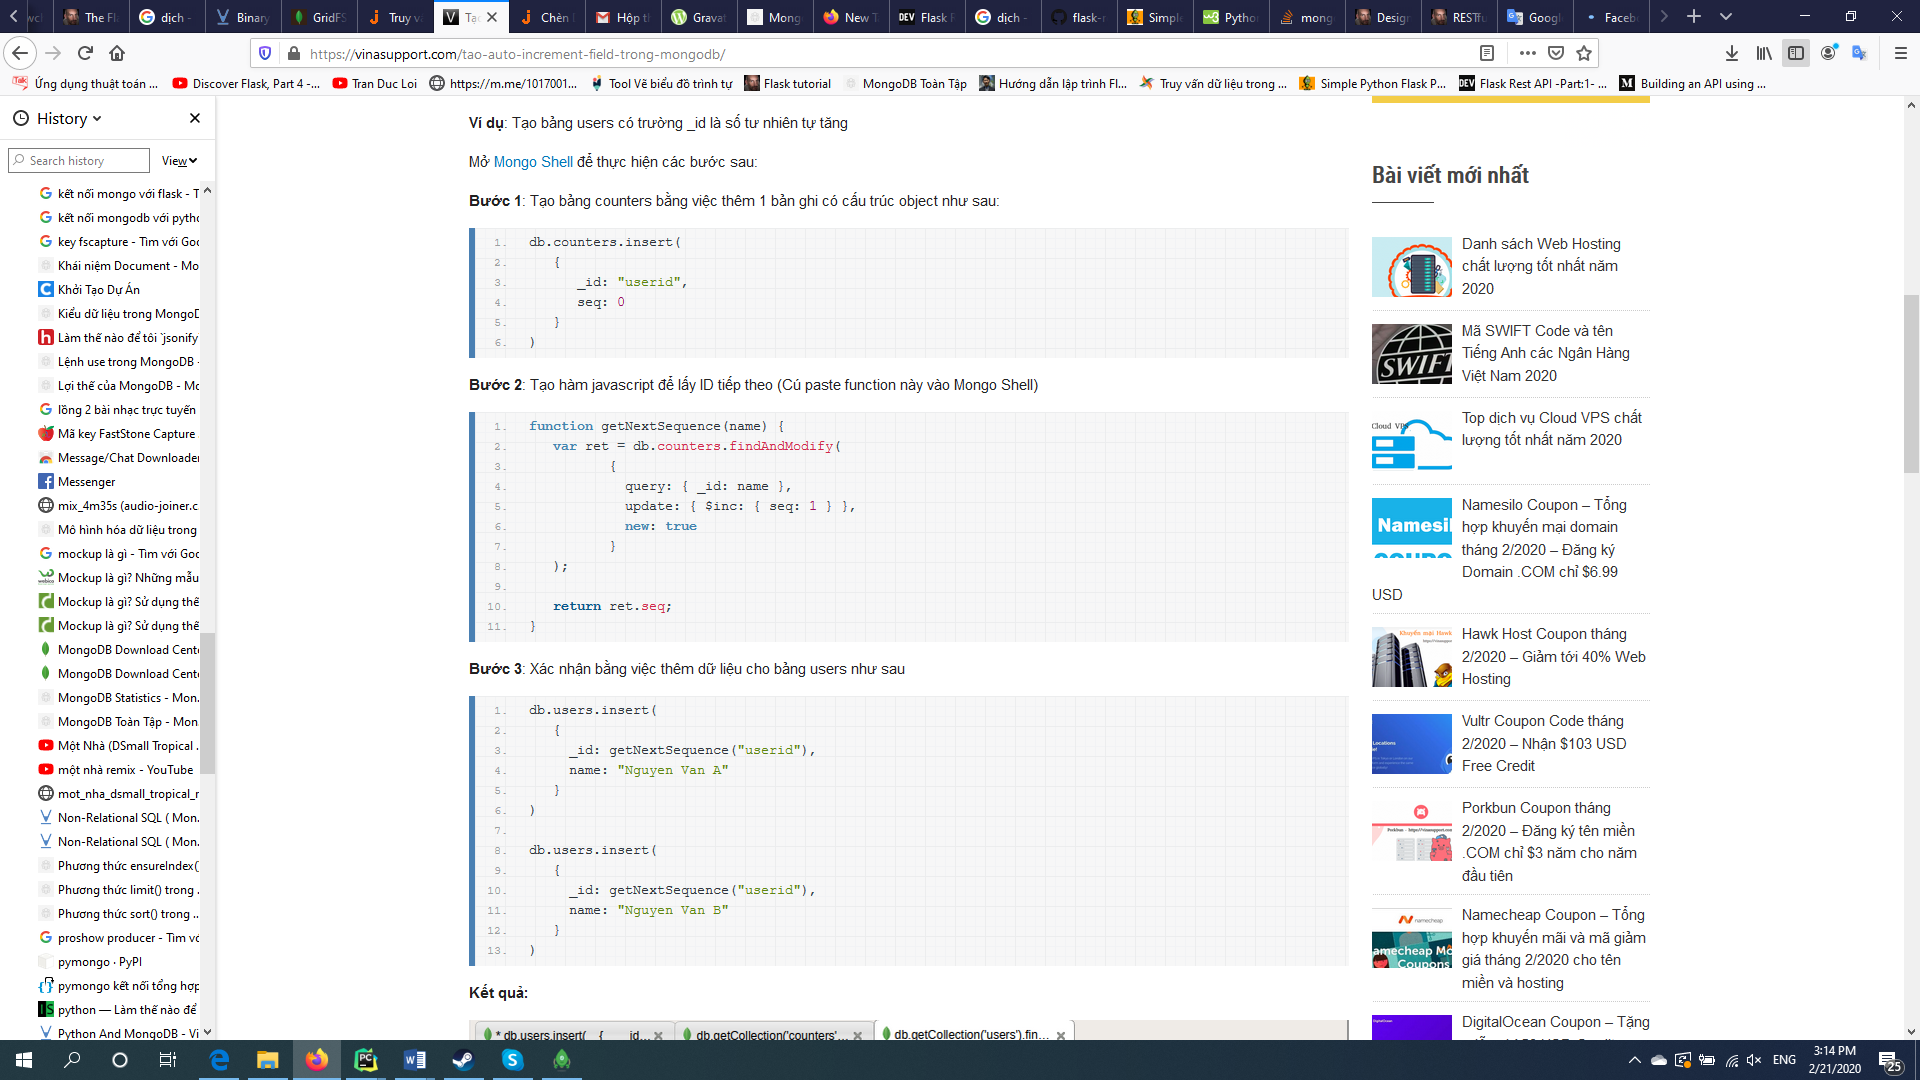 The Fl
dịch -
Binary
GridFS
Truy v
Tạo
Chèn
Hộp th
Gravat
Mong
New T
Flask R
dịch -
flask-r
Simple
Python
mong
Design
RESTfu
Googl
Faceb
https://vinasupport.com/tao-auto-increment-field-trong-mongodb/
Ứng dụng thuật toán ...
Discover Flask, Part 4 -...
Tran Duc Loi
https://m.me/1017001...
Tool Vẽ biểu đồ trình tự
Flask tutorial
MongoDB Toàn Tập
Hướng dẫn lập trình Fl...
Truy vấn dữ liệu trong ...
Simple Python Flask P...
Flask Rest API -Part:1- ...
Building an API using ...
History
Search history
View
kết nối mongo với flask - T
kết nối mongodb với pytho
key fscapture - Tìm với Goo
Khái niệm Document - Mo
Khởi Tạo Dự Án
Kiểu dữ liệu trong MongoD
Làm thế nào để tôi `jsonify
Lệnh use trong MongoDB -
Lợi thế của MongoDB - Mo
lồng 2 bài nhạc trực tuyến
Mã key FastStone Capture
Message/Chat Downloader
Messenger
mix_4m35s (audio-joiner.c
Mô hình hóa dữ liệu trong
mockup là gì - Tìm với Goo
Mockup là gì? Những mẫu
Mockup là gì? Sử dụng thế
Mockup là gì? Sử dụng thế
MongoDB Download Cente
MongoDB Download Cente
MongoDB Statistics - Mon.
MongoDB Toàn Tập - Mon.
Một Nhà (DSmall Tropical .
một nhà remix - YouTube
mot_nha_dsmall_tropical_r
Non-Relational SQL ( Mon.
Non-Relational SQL ( Mon.
Phương thức ensureIndex(
Phương thức limit() trong .
Phương thức sort() trong ..
proshow producer - Tìm vớ
pymongo · PyPI
pymongo kết nối tổng hợp
python — Làm thế nào để
Python And MongoDB - Vi
Ví dụ: Tạo bảng users có trường _id là số tư nhiên tự tăng
Mở Mongo Shell để thực hiện các bước sau:
Bước 1: Tạo bảng counters bằng việc thêm 1 bản ghi có cấu trúc object như sau:
1. db.counters.insert(
2. {
3. _id: "userid",
4. seq: 0
5. }
6. )
Bước 2: Tạo hàm javascript để lấy ID tiếp theo (Cú paste function này vào Mongo Shell)
1. function getNextSequence(name) {
2. var ret = db.counters.findAndModify(
3. {
4. query: { _id: name },
5. update: { $inc: { seq: 1 } },
6. new: true
7. }
8. );
9.
10. return ret.seq;
11. }
Bước 3: Xác nhận bằng việc thêm dữ liệu cho bảng users như sau
1. db.users.insert(
2. {
3. _id: getNextSequence("userid"),
4. name: "Nguyen Van A"
5. }
6. )
7.
8. db.users.insert(
9. {
10. _id: getNextSequence("userid"),
11. name: "Nguyen Van B"
12. }
13. )
Kết quả:
* db.users.insert( { _id...
db.getCollection('counters'...
db.getCollection('users').fin...
Bài viết mới nhất
Danh sách Web Hosting
chất lượng tốt nhất năm
2020
SWIFT
Mã SWIFT Code và tên
Tiếng Anh các Ngân Hàng
Việt Nam 2020
Cloud VPS
Top dịch vụ Cloud VPS chất
lượng tốt nhất năm 2020
Namesil
COUPO
Namesilo Coupon – Tổng
hợp khuyến mại domain
tháng 2/2020 – Đăng ký
Domain .COM chỉ $6.99
USD
Khuyến mại Hawk
Hawk Host Coupon tháng
2/2020 – Giảm tới 40% Web
Hosting
Locations
Vultr Coupon Code tháng
2/2020 – Nhận $103 USD
Free Credit
Porkbun Coupon tháng
2/2020 – Đăng ký tên miền
.COM chỉ $3 năm cho năm
đầu tiên
namecheap
amecheap Mo
Coupons
Namecheap Coupon – Tổng
hợp khuyến mãi và mã giảm
giá tháng 2/2020 cho tên
miền và hosting
DigitalOcean Coupon – Tặng
ENG
3:14 PM
2/21/2020
25